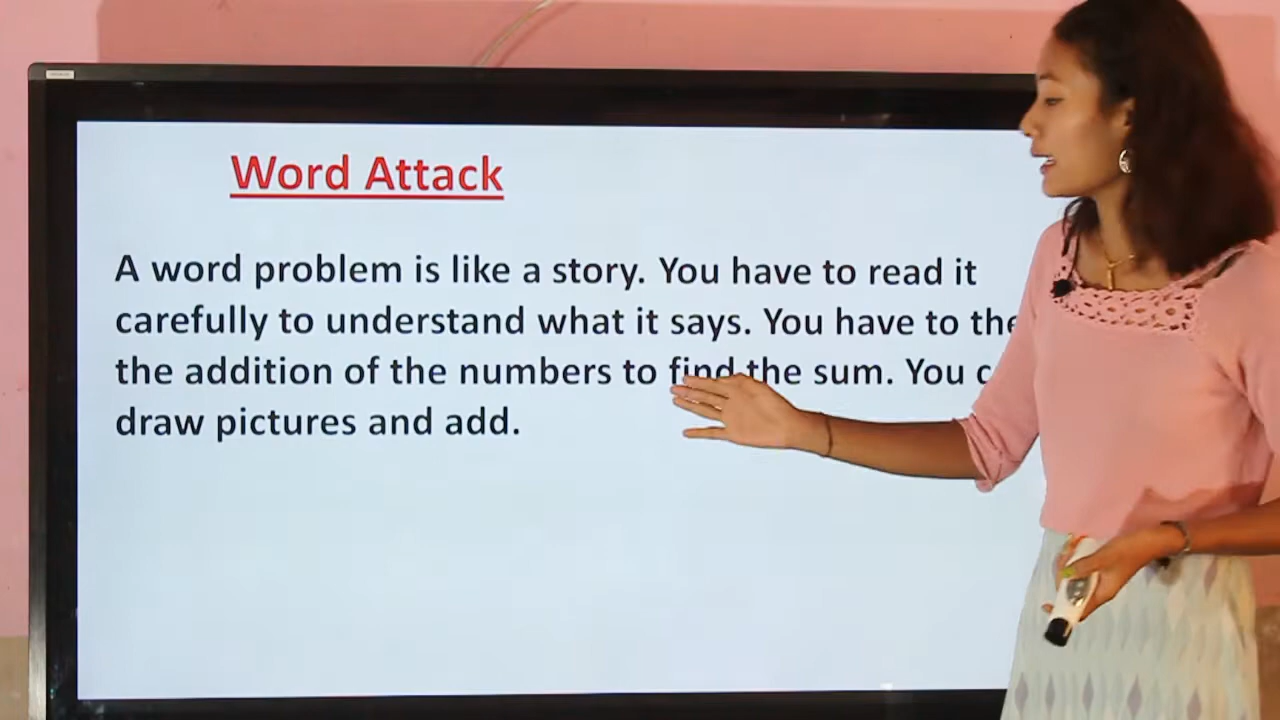 Word Attack
A word problem is like a story. You have to read it
carefully to understand what it says. You have to
the addition of the numbers to find the sum. You
draw pictures and add.